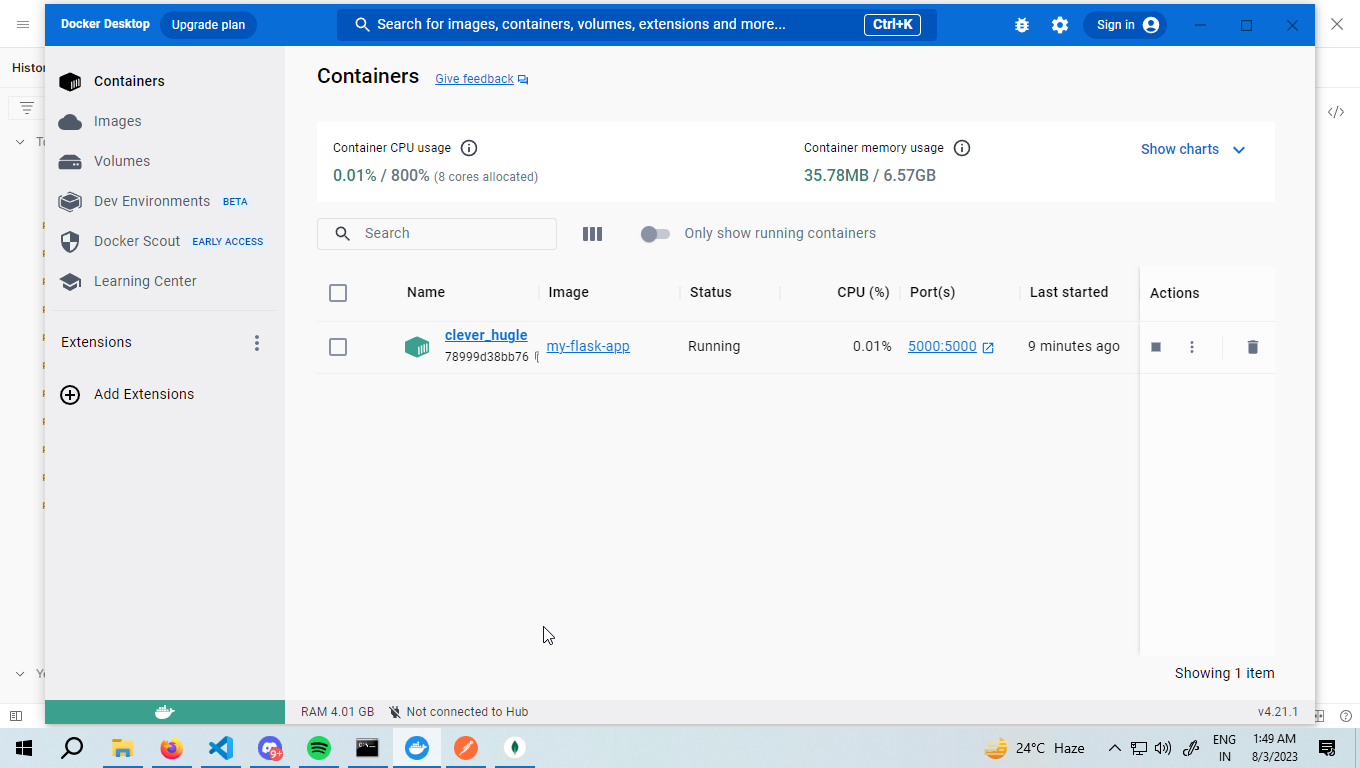 Docker Desktop
Upgrade plan
Search for images, containers, volumes, extensions and more...
Ctrl+K
Sign in
Containers
Images
Volumes
Dev Environments BETA
Docker Scout EARLY ACCESS
Learning Center
Extensions
Add Extensions
Containers
Give feedback
Container CPU usage
0.01% / 800% (8 cores allocated)
Container memory usage
35.78MB / 6.57GB
Show charts
Search
Only show running containers
Name Image Status CPU (%) Port(s) Last started Actions
clever_hugle
78999d38bb76
my-flask-app Running 0.01% 5000:5000 9 minutes ago
Showing 1 item
RAM 4.01 GB Not connected to Hub v4.21.1
9+
24°C Haze
ENG
IN
1:49 AM
8/3/2023